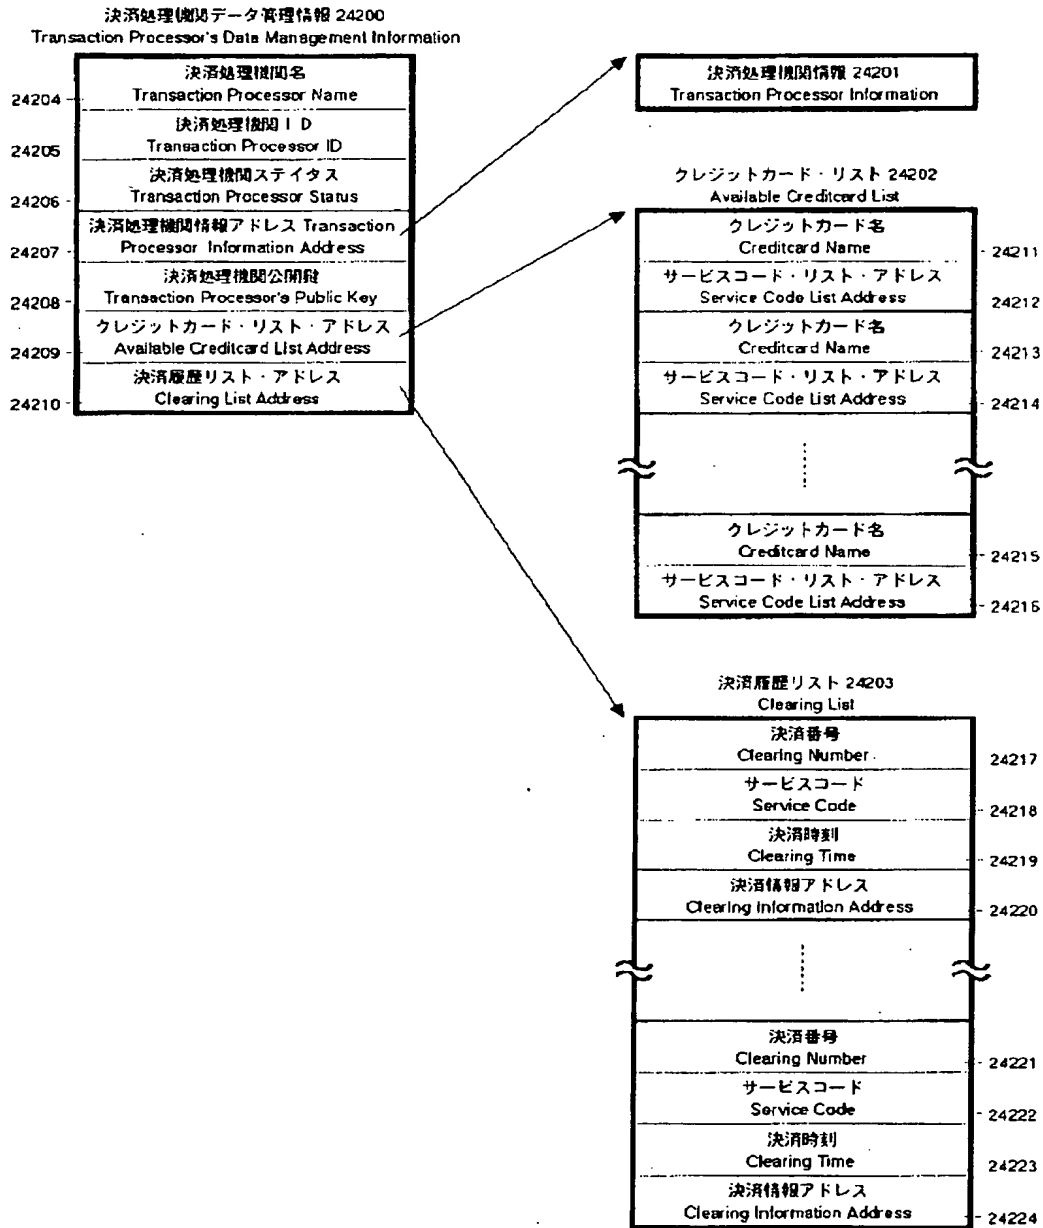 決済処理機関データ管理情報 24200
Transaction Processor's Data Management Information
決済処理機関名
Transaction Processor Name
24204
決済処理機関ID
Transaction Processor ID
24205
決済処理機関ステイタス
Transaction Processor Status
24206
決済処理機関情報アドレス Transaction
Processor Information Address
24207
決済処理機関公開鍵
Transaction Processor's Public Key
24208
クレジットカード・リスト・アドレス
Available Creditcard List Address
24209
決済履歴リスト・アドレス
Clearing List Address
24210
決済処理機関情報 24201
Transaction Processor Information
クレジットカード・リスト 24202
Available Creditcard List
クレジットカード名
Creditcard Name
24211
サービスコード・リスト・アドレス
Service Code List Address
24212
クレジットカード名
Creditcard Name
24213
サービスコード・リスト・アドレス
Service Code List Address
24214
クレジットカード名
Creditcard Name
24215
サービスコード・リスト・アドレス
Service Code List Address
24216
決済履歴リスト 24203
Clearing List
決済番号
Clearing Number
24217
サービスコード
Service Code
24218
決済時刻
Clearing Time
24219
決済情報アドレス
Clearing Information Address
24220
決済番号
Clearing Number
24221
サービスコード
Service Code
24222
決済時刻
Clearing Time
24223
決済情報アドレス
Clearing Information Address
24224